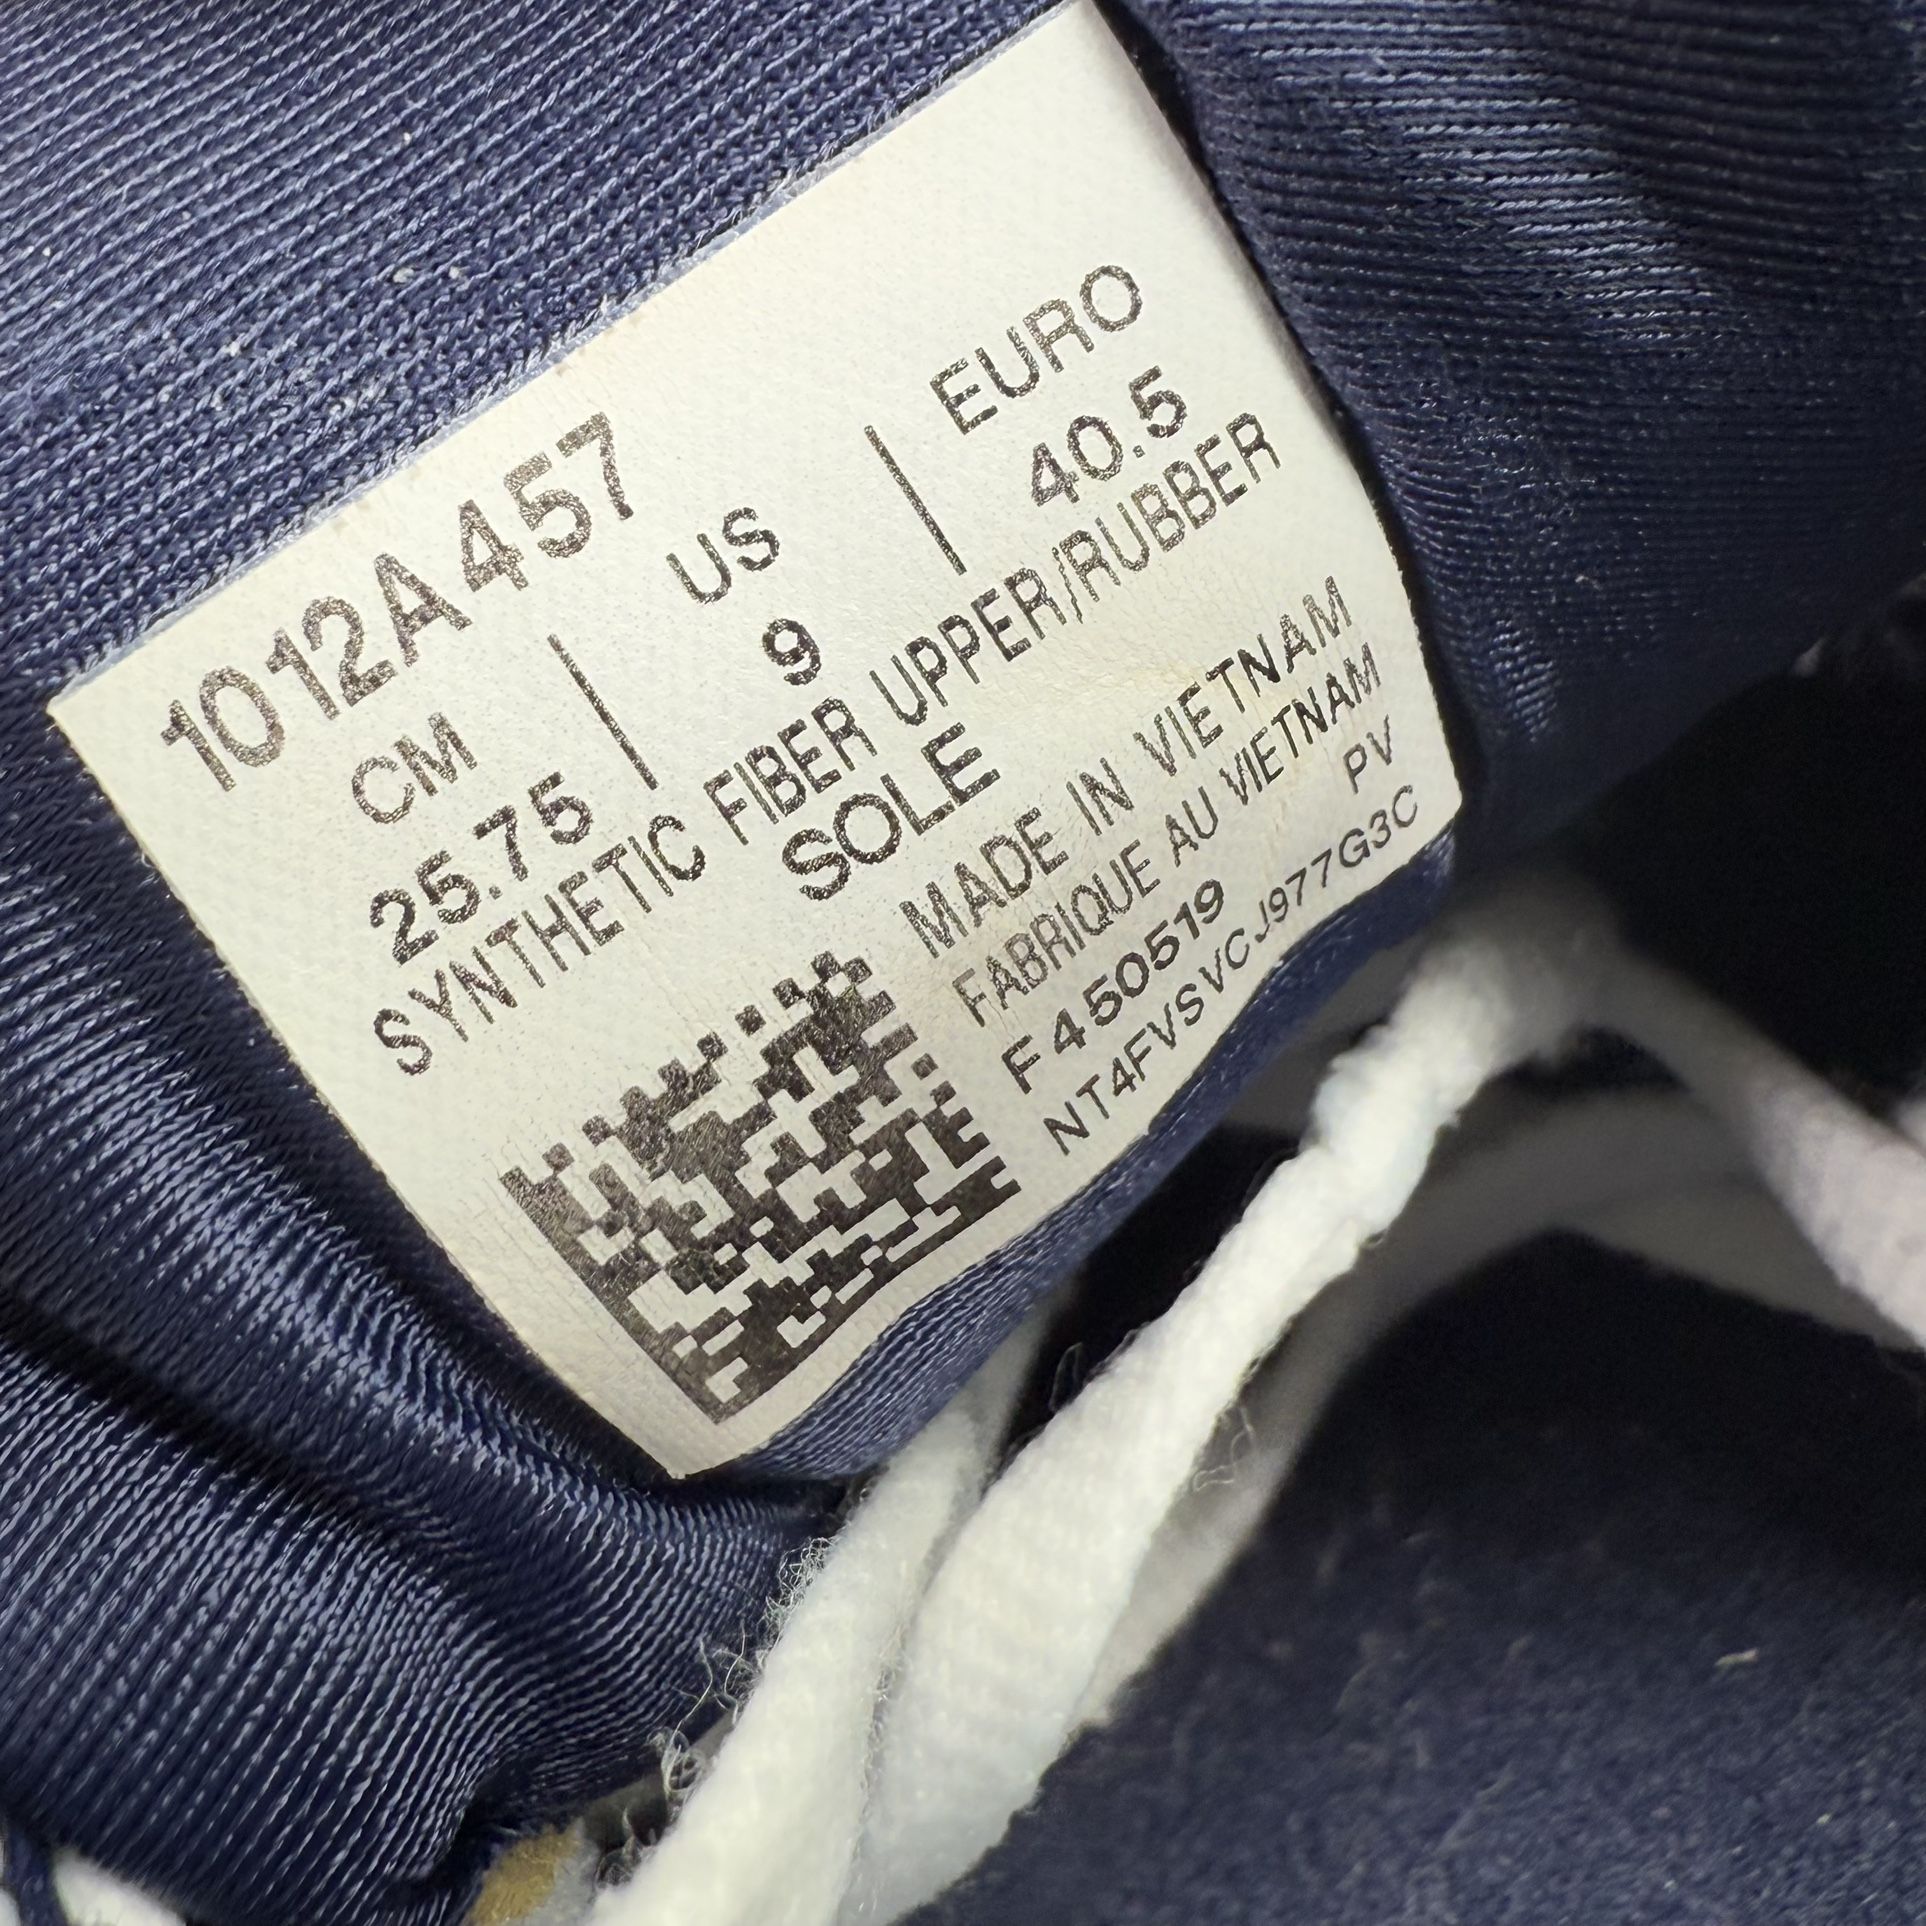 1012A457
CM | US | EURO
25.75 9 40.5
SYNTHETIC FIBER UPPER/RUBBER
SOLE
MADE IN VIETNAM
FABRIQUE AU VIETNAM
PV
F450519
NT4FVSVCJ977G3C